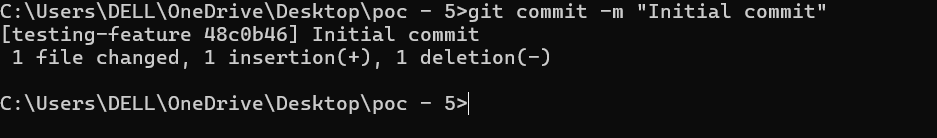 C:\Users\DELL\OneDrive\Desktop\poc - 5>git commit -m "Initial commit"
[testing-feature 48c0b46] Initial commit
 1 file changed, 1 insertion(+), 1 deletion(-)
C:\Users\DELL\OneDrive\Desktop\poc - 5>